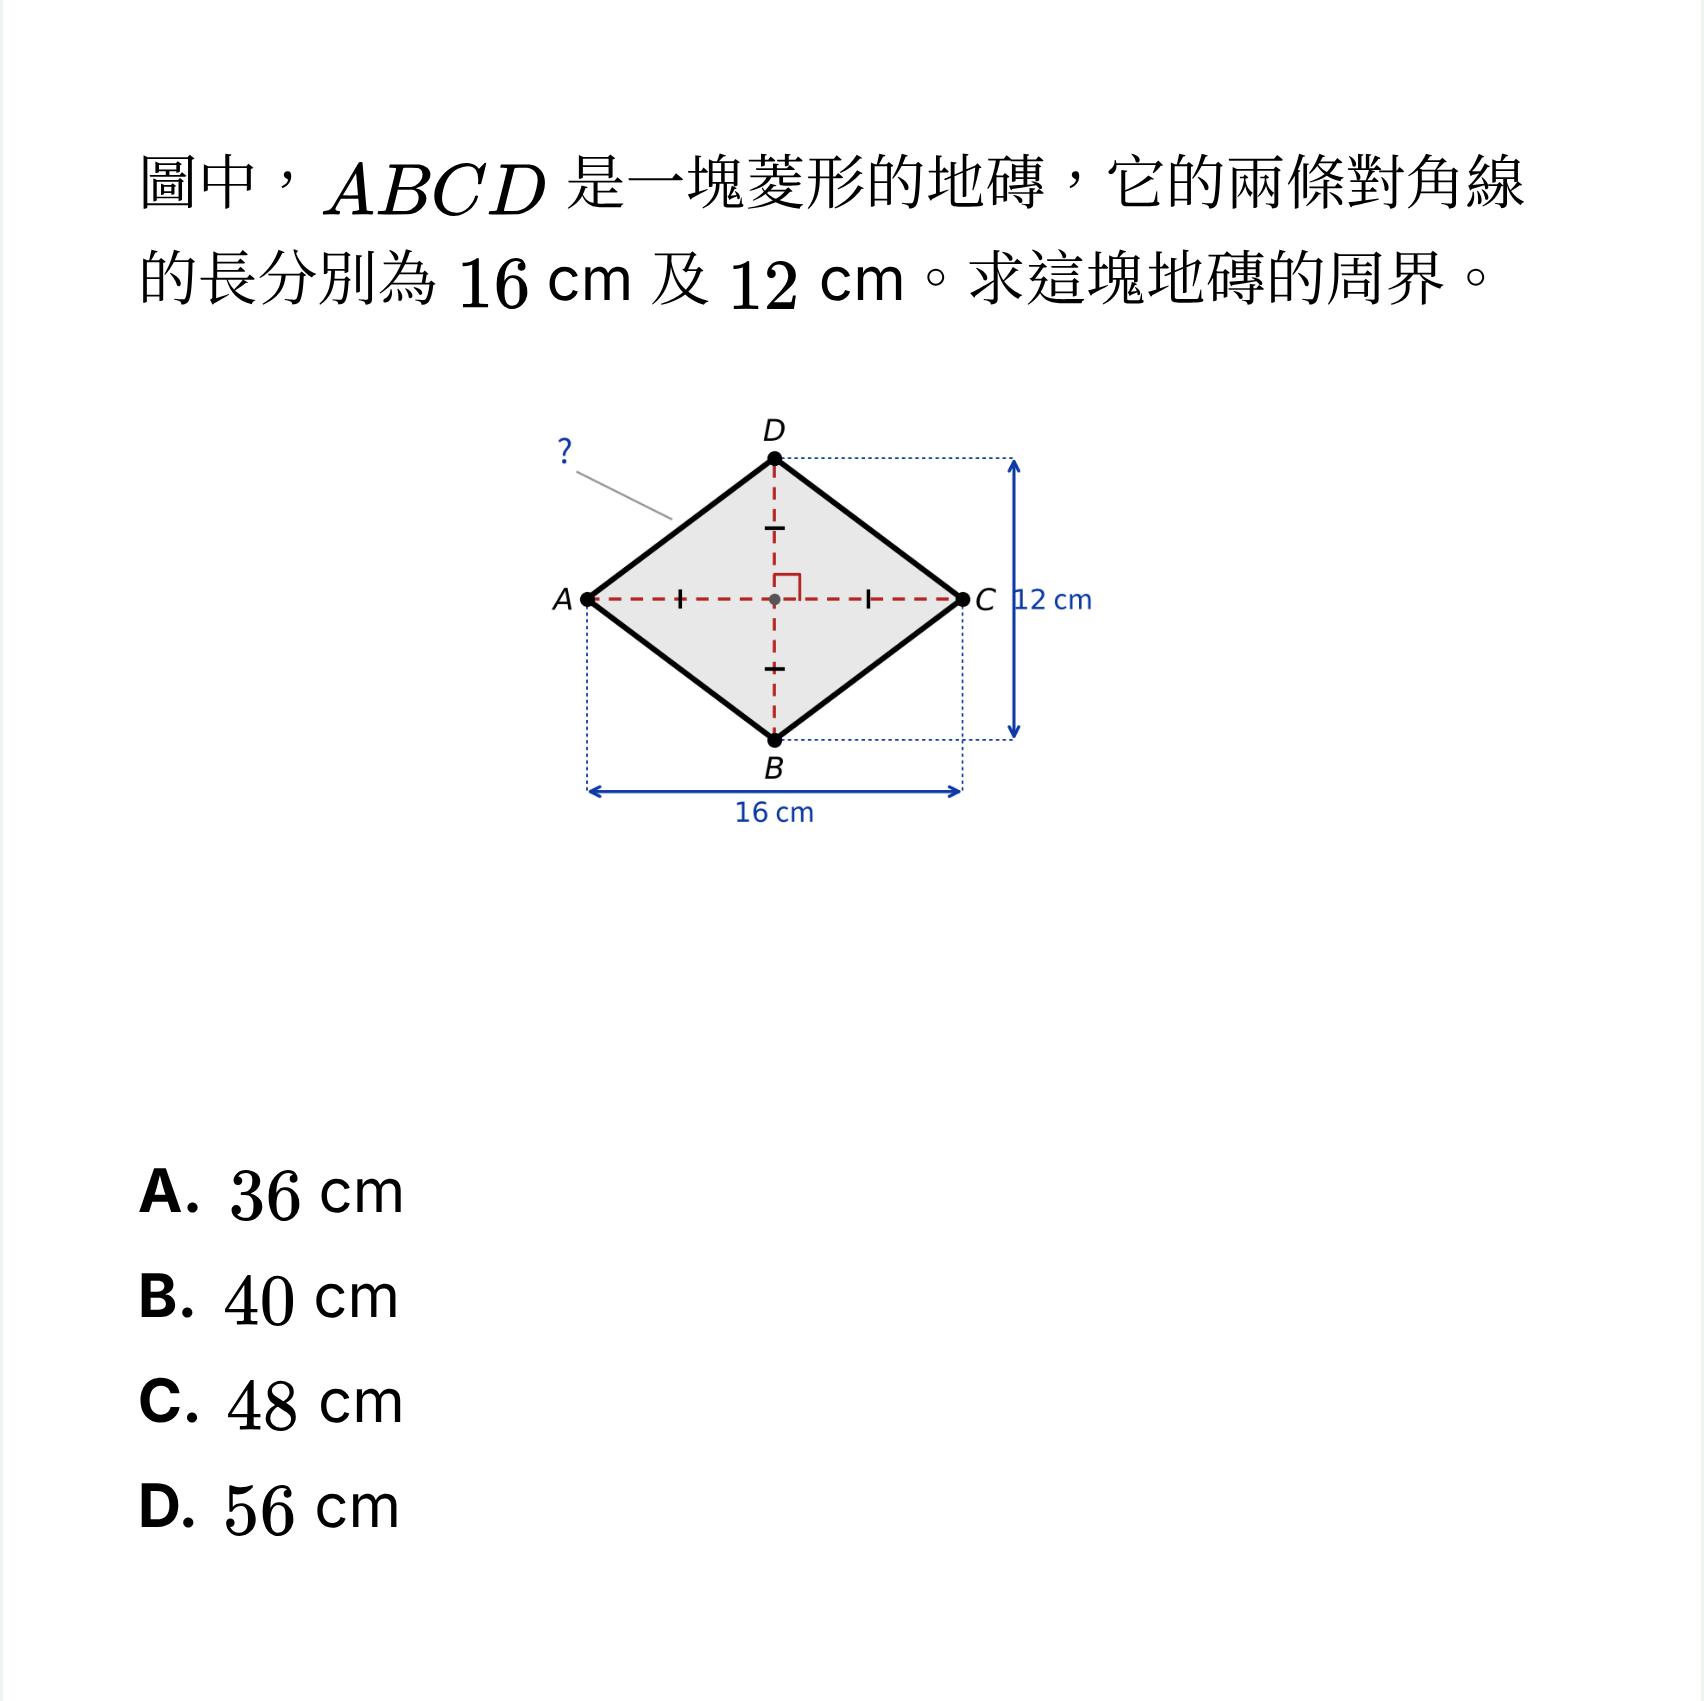 圖中，ABCD 是一塊菱形的地磚，它的兩條對角線
的長分別為 16 cm 及 12 cm。求這塊地磚的周界。
D
?
A
C
12 cm
B
16 cm
A. 36 cm
B. 40 cm
C. 48 cm
D. 56 cm